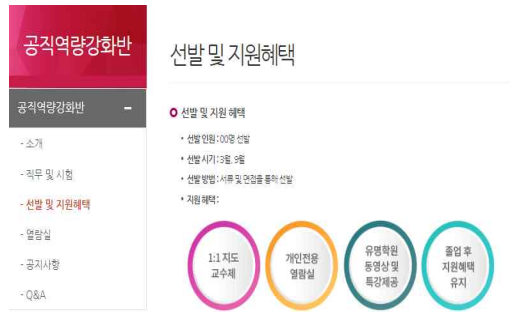 공직역량강화반
선발 및 지원혜택
공직역량강화반
- 소개
- 직무 및 시험
- 선발 및 지원혜택
- 열람실
- 공지사항
- Q&A
선발 및 지원 혜택
• 선발인원 : 00명 선발
• 선발시기 : 3월, 9월
• 선발방법 : 서류 및 면접을 통해 선발
• 지원혜택 :
1:1 지도
교수제
개인전용
열람실
유명학원
동영상 및
특강제공
졸업 후
지원혜택
유지